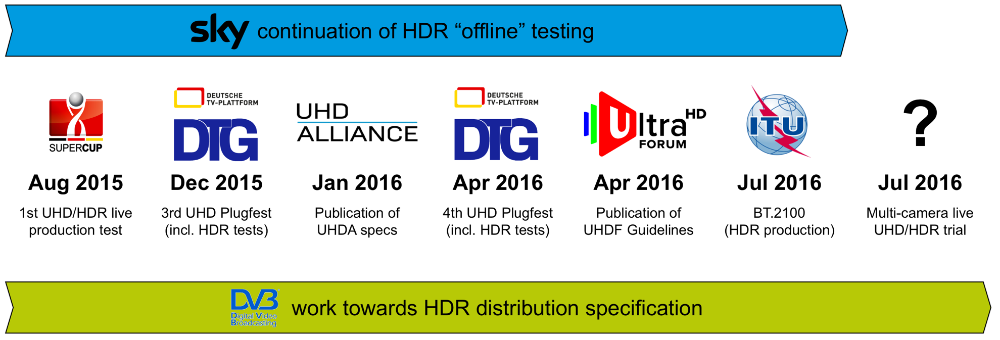 sky continuation of HDR “offline” testing
SUPERCUP
DEUTSCHE
TV-PLATTFORM
DTG
UHD
ALLIANCE
DEUTSCHE
TV-PLATTFORM
DTG
Ultra HD
FORUM
ITU
?
Aug 2015
Dec 2015
Jan 2016
Apr 2016
Apr 2016
Jul 2016
Jul 2016
1st UHD/HDR live
production test
3rd UHD Plugfest
(incl. HDR tests)
Publication of
UHDA specs
4th UHD Plugfest
(incl. HDR tests)
Publication of
UHDF Guidelines
BT.2100
(HDR production)
Multi-camera live
UHD/HDR trial
DVB
Digital Video
Broadcasting
work towards HDR distribution specification